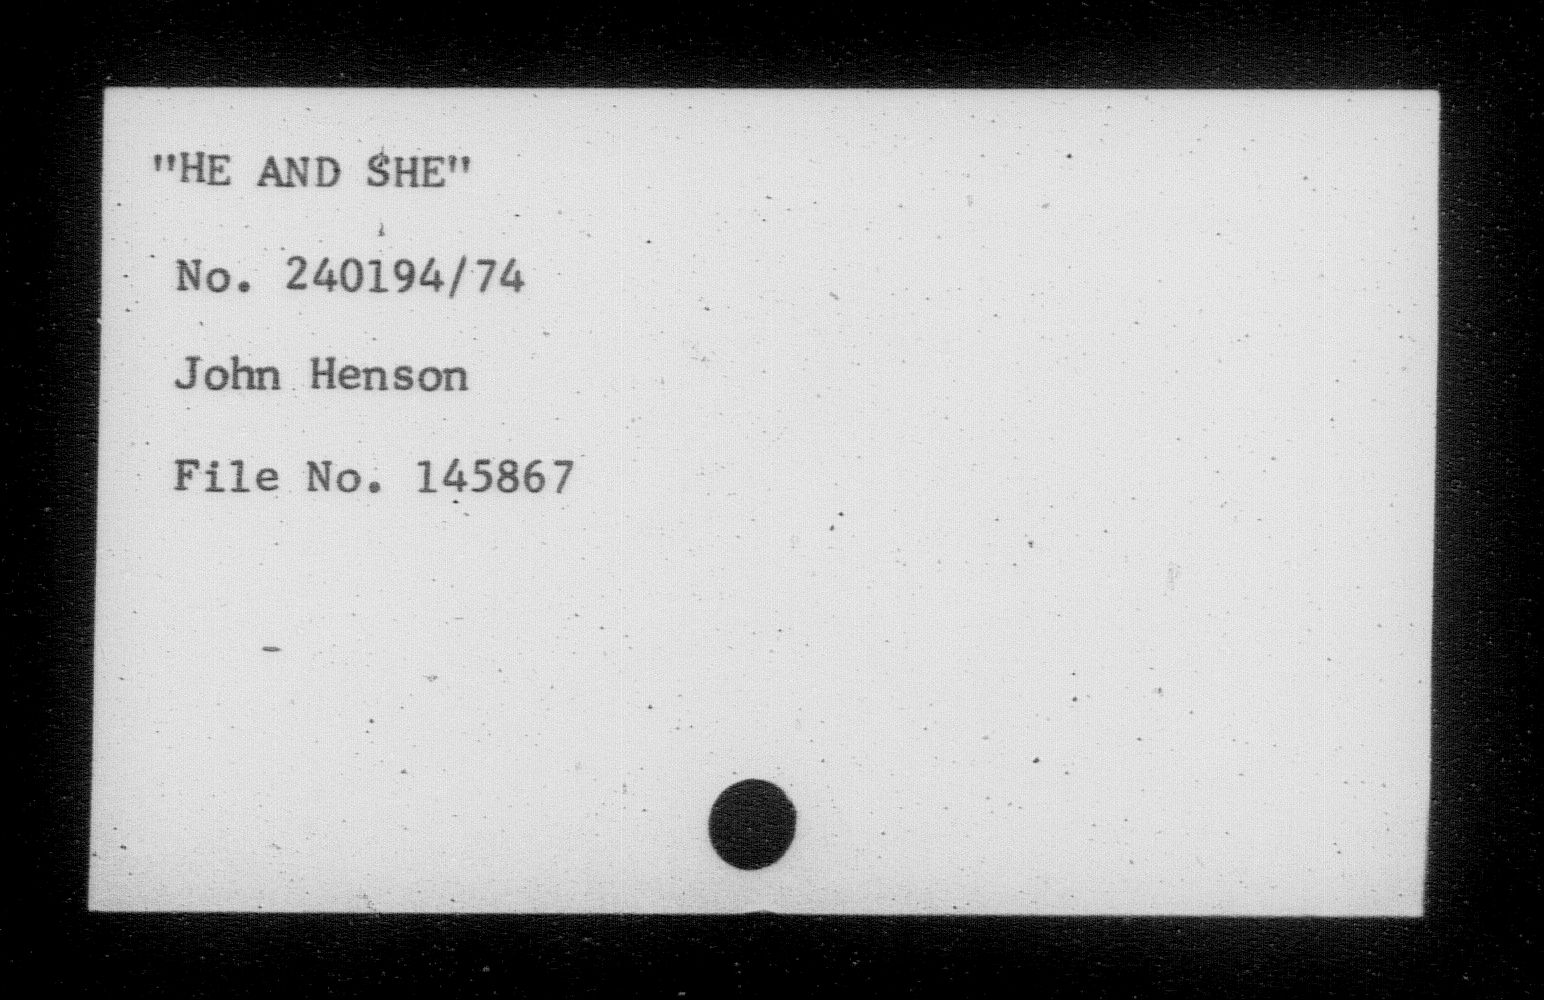 "HE AND SHE"
No. 240194/74
John Henson
File No. 145867